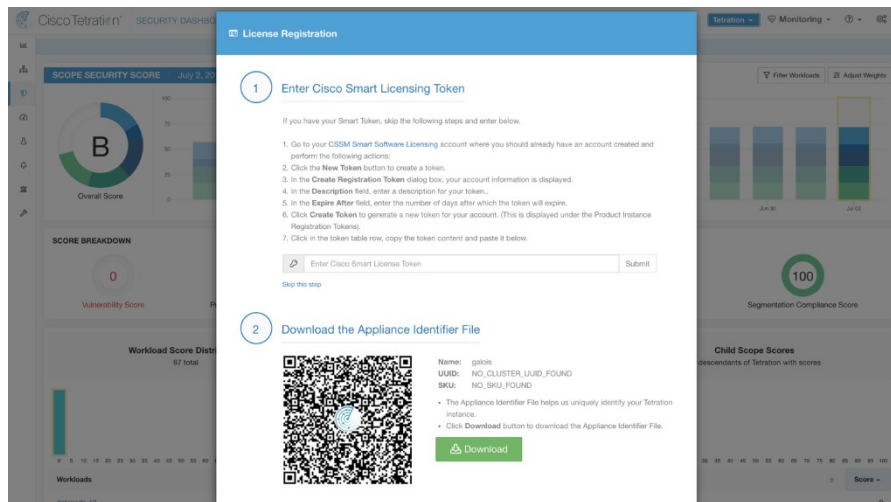 Cisco Tetration
SECURITY DASHBO
License Registration
Tetration
Monitoring
SCOPE SECURITY SCORE
July 2, 20
Filter Workloads
Adjust Weights
100
75
50
25
0
B
Overall Score
Jun 30
Jul 02
SCORE BREAKDOWN
0
Vulnerability Score
100
Segmentation Compliance Score
Workload Score Distri
67 total
Child Scope Scores
descendants of Tetration with scores
Workloads
Score
1
Enter Cisco Smart Licensing Token
If you have your Smart Token, skip the following steps and enter below.
1. Go to your CSSM Smart Software Licensing account where you should already have an account created and
perform the following actions:
2. Click the New Token button to create a token.
3. In the Create Registration Token dialog box, your account information is displayed.
4. In the Description field, enter a description for your token..
5. In the Expire After field, enter the number of days after which the token will expire.
6. Click Create Token to generate a new token for your account. (This is displayed under the Product Instance
Registration Tokens).
7. Click in the token table row, copy the token content and paste it below.
Enter Cisco Smart License Token
Submit
Skip this step
2
Download the Appliance Identifier File
Name: galois
UUID: NO_CLUSTER_UUID_FOUND
SKU: NO_SKU_FOUND
• The Appliance Identifier File helps us uniquely identify your Tetration
instance.
• Click Download button to download the Appliance Identifier File.
Download